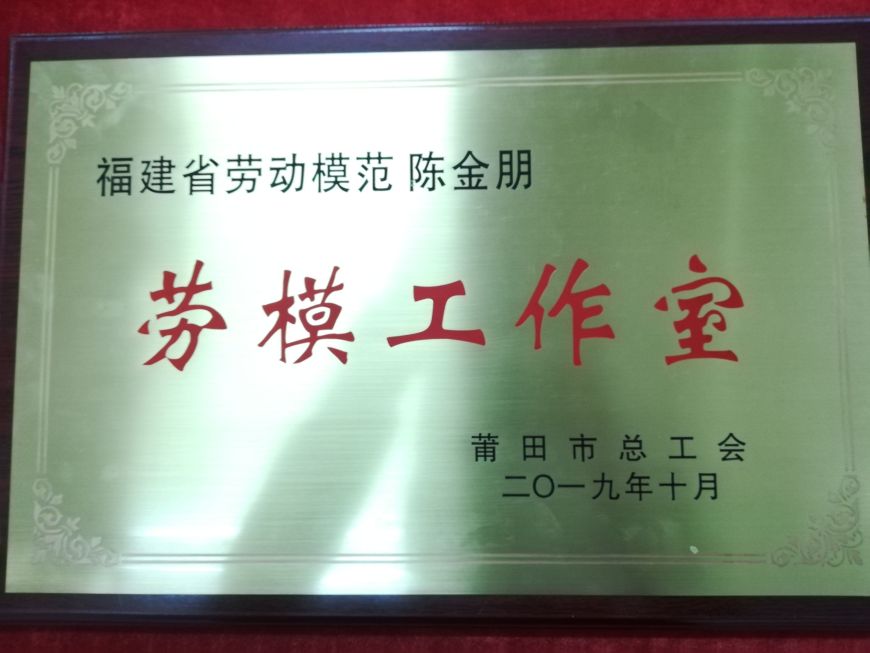 福建省劳动模范 陈金朋
劳模工作室
莆田市总工会
二〇一九年十月